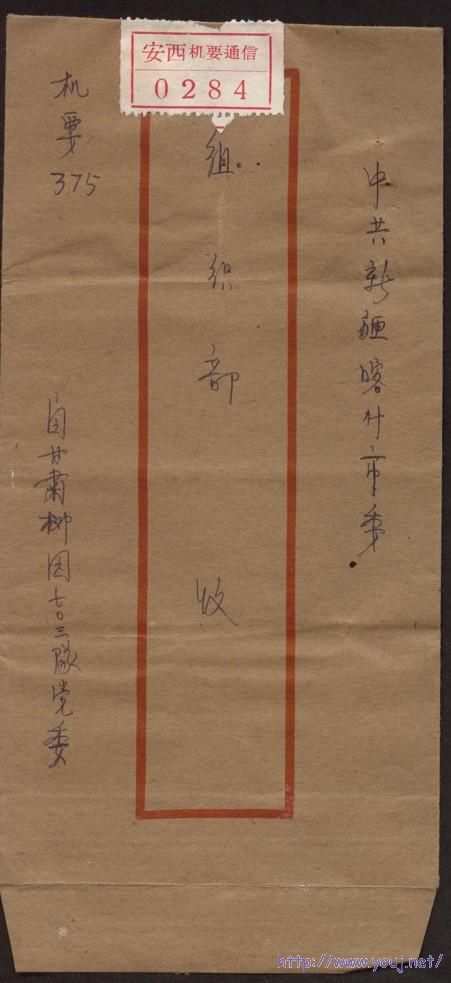 安西机要通信
0284
机要
375
中共新疆喀什市委
组织部 收
自甘肃柳园七〇三队党委
http://www.youj.net/